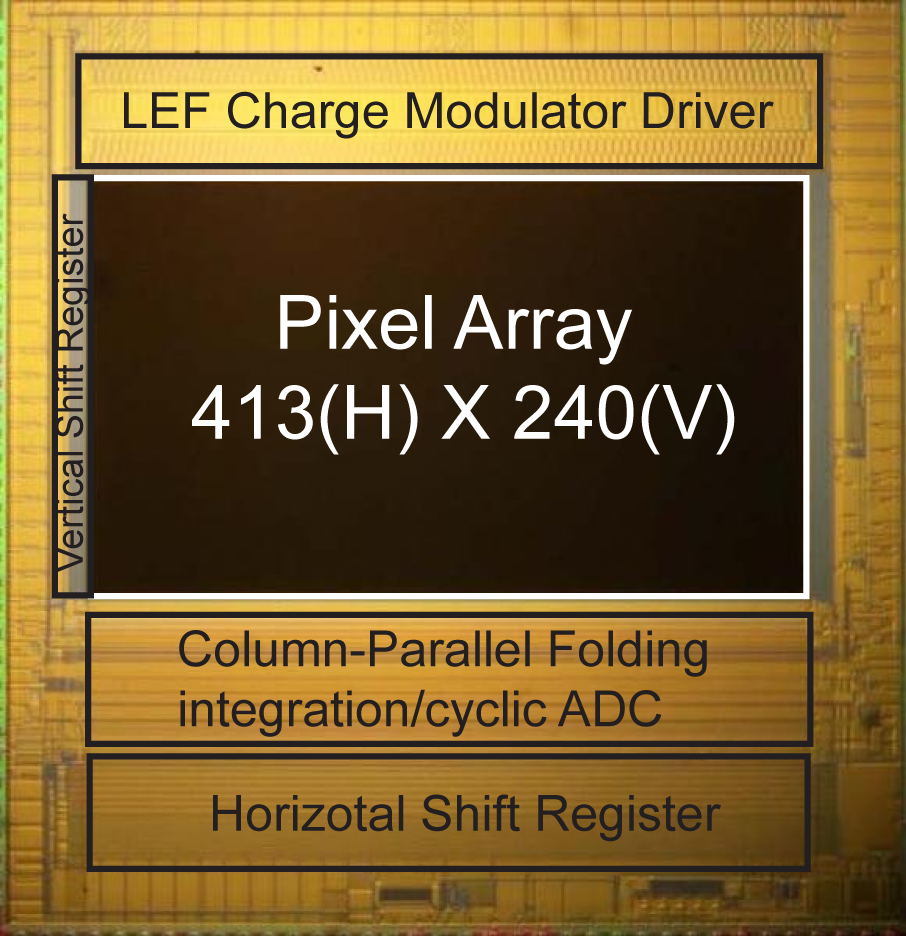 LEF Charge Modulator Driver
Vertical Shift Register
Pixel Array
413(H) X 240(V)
Column-Parallel Folding
integration/cyclic ADC
Horizotal Shift Register